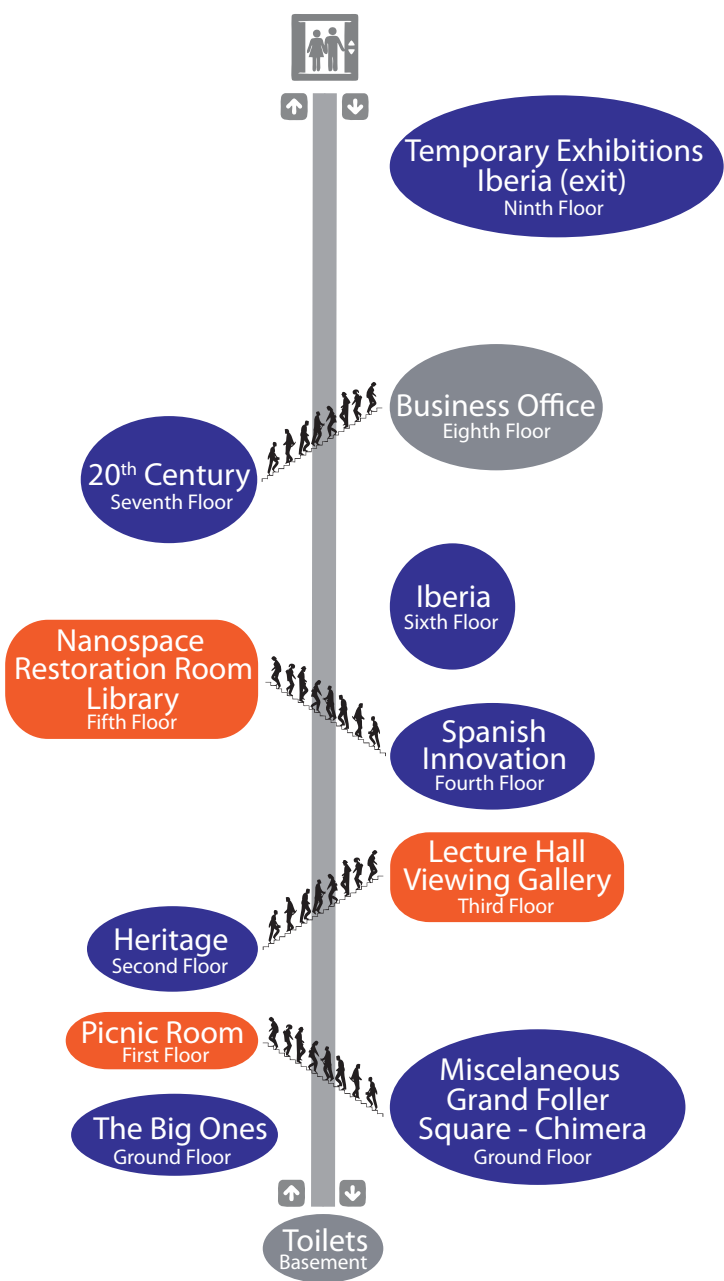 Temporary Exhibitions
Iberia (exit)
Ninth Floor
Business Office
Eighth Floor
20th Century
Seventh Floor
Iberia
Sixth Floor
Nanospace
Restoration Room
Library
Fifth Floor
Spanish
Innovation
Fourth Floor
Lecture Hall
Viewing Gallery
Third Floor
Heritage
Second Floor
Picnic Room
First Floor
Miscelaneous
Grand Foller
Square - Chimera
Ground Floor
The Big Ones
Ground Floor
Toilets
Basement